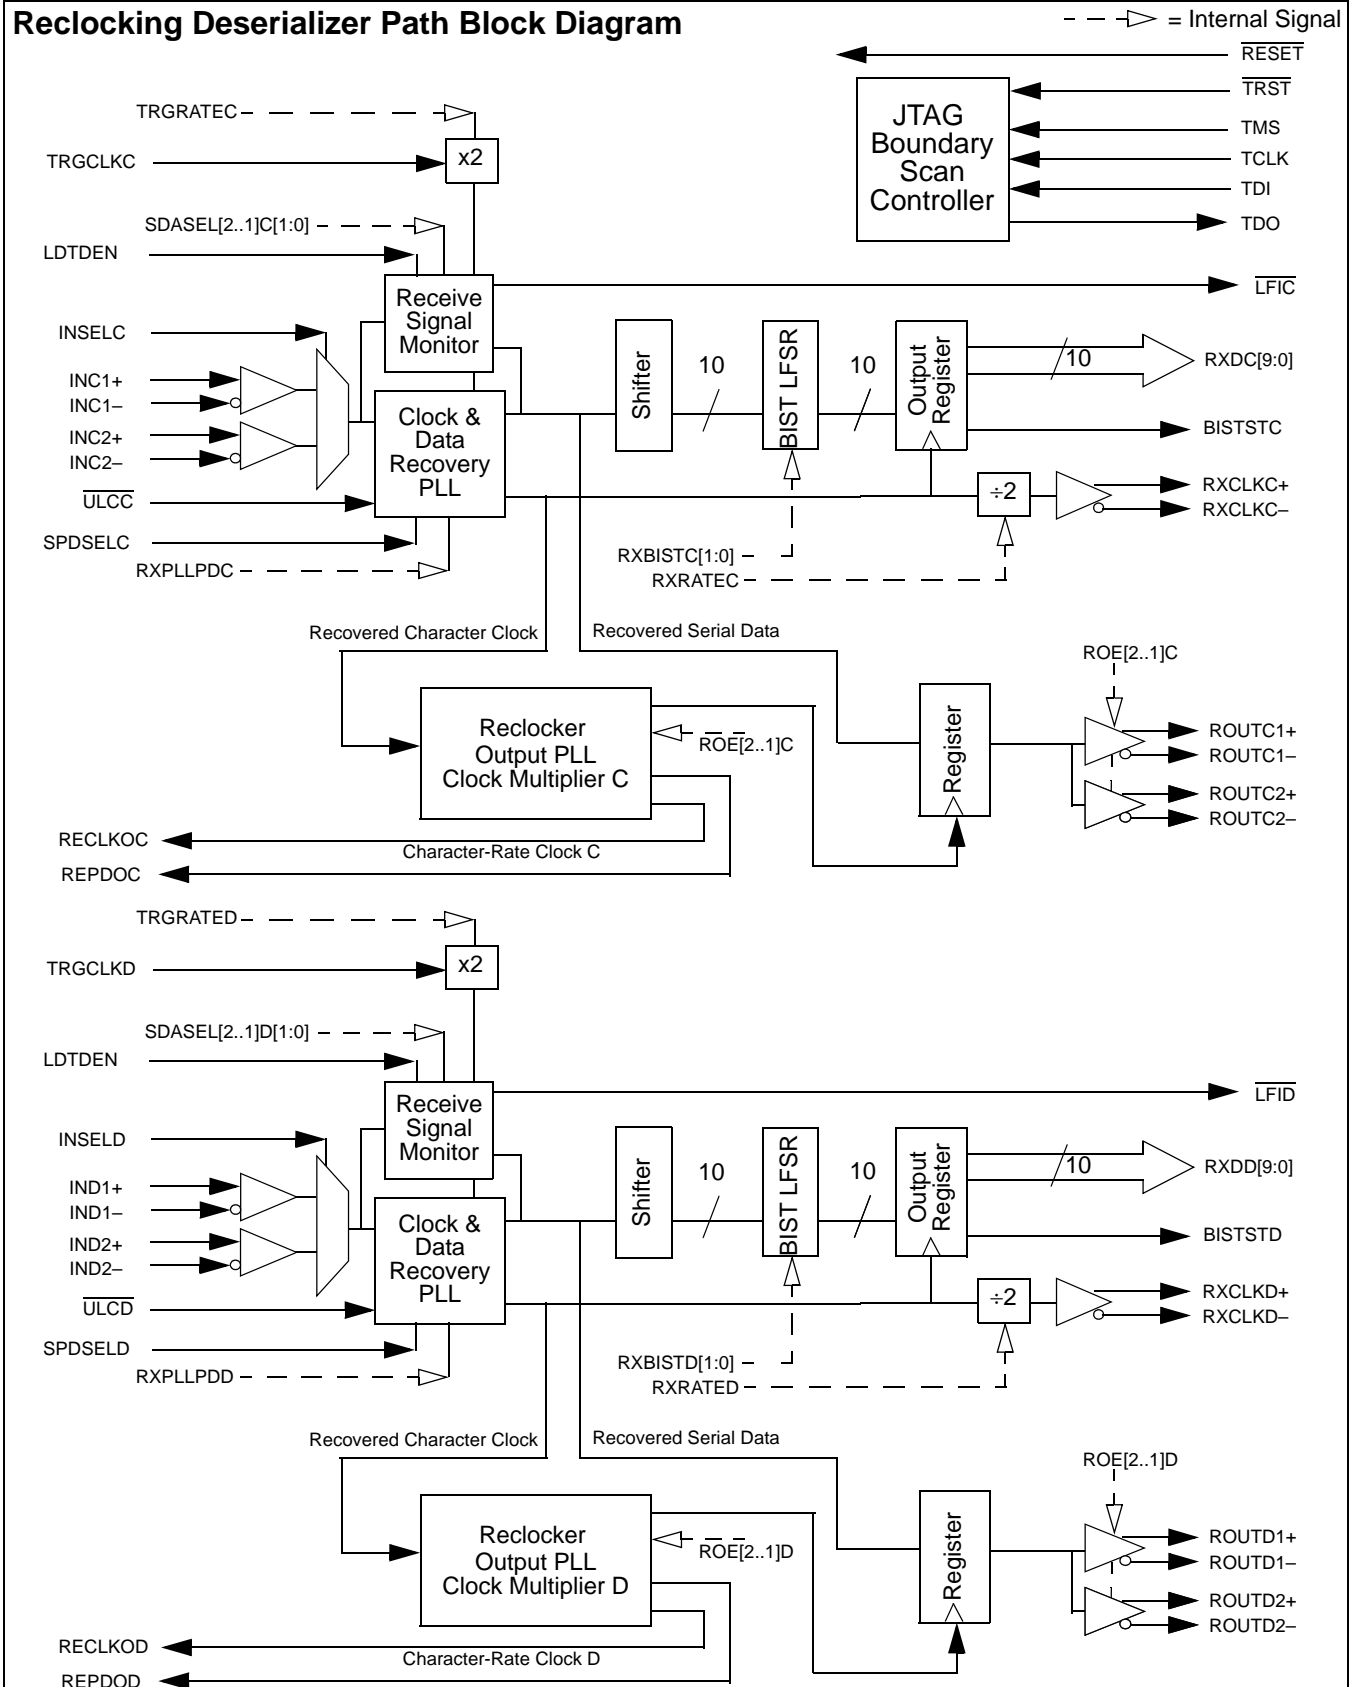 Reclocking Deserializer Path Block Diagram
= Internal Signal
RESET
TRST
TMS
TCLK
TDI
TDO
JTAG
Boundary
Scan
Controller
TRGRATEC
TRGCLKC
x2
SDASEL[2..1]C[1:0]
LDTDEN
Receive
Signal
Monitor
LFIC
INSELC
INC1+
INC1–
INC2+
INC2–
ULCC
SPDSELC
RXPLLPDC
Clock &
Data
Recovery
PLL
Shifter
10
BIST LFSR
10
Output
Register
10
RXDC[9:0]
BISTSTC
÷2
RXCLKC+
RXCLKC–
RXBISTC[1:0]
RXRATEC
Recovered Character Clock
Recovered Serial Data
Reclocker
Output PLL
Clock Multiplier C
ROE[2..1]C
Register
ROE[2..1]C
ROUTC1+
ROUTC1–
ROUTC2+
ROUTC2–
RECLKOC
Character-Rate Clock C
REPDOC
TRGRATED
TRGCLKD
x2
SDASEL[2..1]D[1:0]
LDTDEN
Receive
Signal
Monitor
LFID
INSELD
IND1+
IND1–
IND2+
IND2–
ULCD
SPDSELD
RXPLLPDD
Clock &
Data
Recovery
PLL
Shifter
10
BIST LFSR
10
Output
Register
10
RXDD[9:0]
BISTSTD
÷2
RXCLKD+
RXCLKD–
RXBISTD[1:0]
RXRATED
Recovered Character Clock
Recovered Serial Data
Reclocker
Output PLL
Clock Multiplier D
ROE[2..1]D
Register
ROE[2..1]D
ROUTD1+
ROUTD1–
ROUTD2+
ROUTD2–
RECLKOD
Character-Rate Clock D
REPDOD